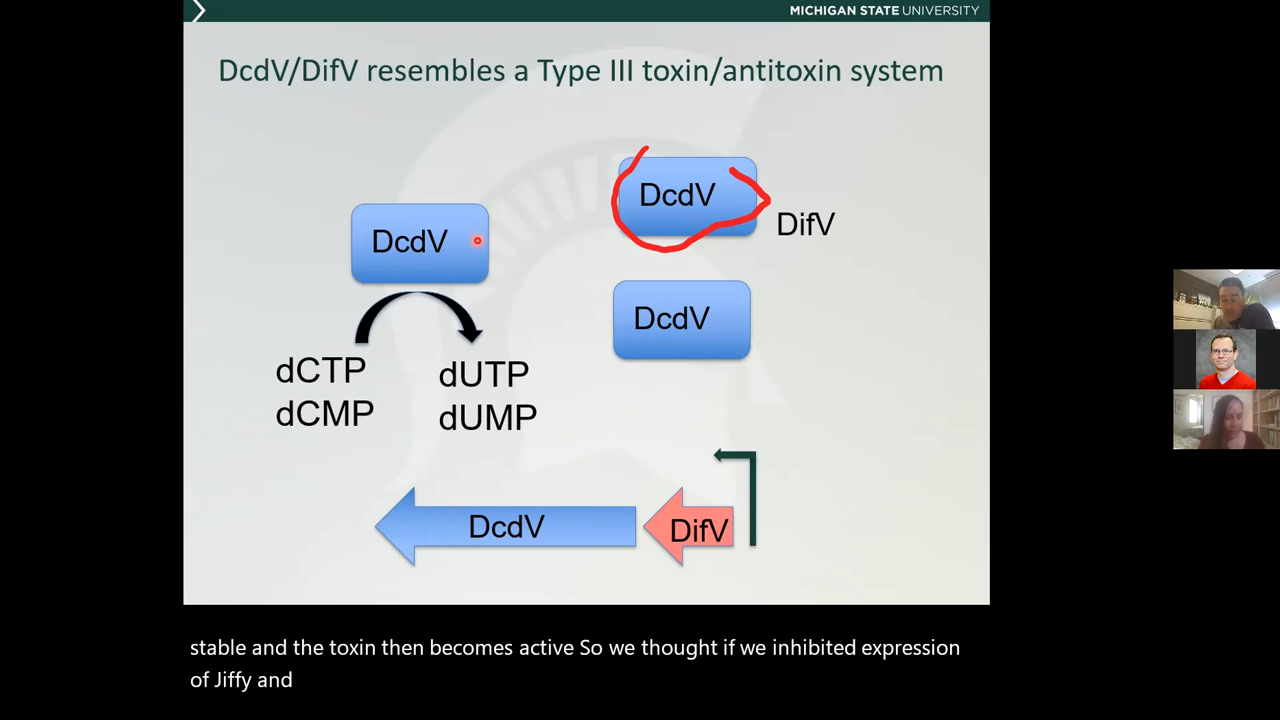 MICHIGAN STATE UNIVERSITY
DcdV/DifV resembles a Type III toxin/antitoxin system
DcdV
DifV
DcdV
DcdV
dCTP
dUTP
dCMP
dUMP
DcdV
DifV
stable and the toxin then becomes active So we thought if we inhibited expression
of Jiffy and